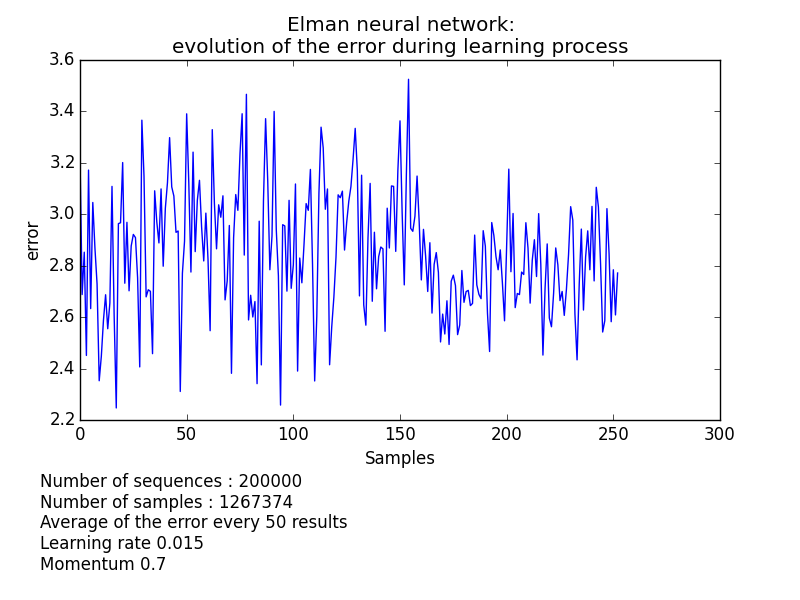 Elman neural network:
evolution of the error during learning process
3.6
3.4
3.2
3.0
2.8
2.6
2.4
2.2
error
0 50 100 150 200 250 300
Samples
Number of sequences : 200000
Number of samples : 1267374
Average of the error every 50 results
Learning rate 0.015
Momentum 0.7